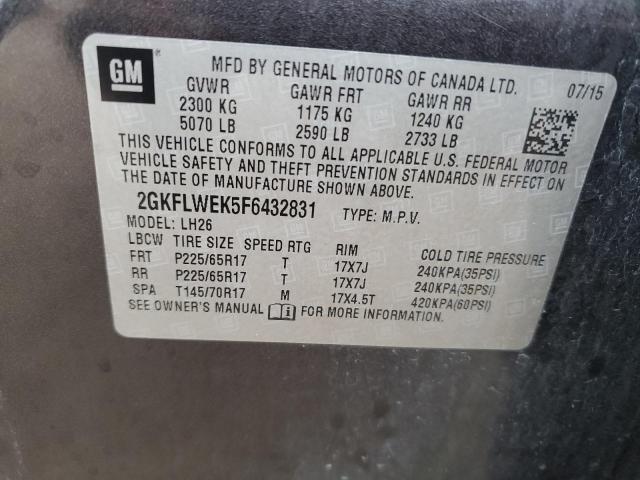 GM
MFD BY GENERAL MOTORS OF CANADA LTD. 07/15
GVWR GAWR FRT GAWR RR
2300 KG 1175 KG 1240 KG
5070 LB 2590 LB 2733 LB
THIS VEHICLE CONFORMS TO ALL APPLICABLE U.S. FEDERAL MOTOR
VEHICLE SAFETY AND THEFT PREVENTION STANDARDS IN EFFECT ON
THE DATE OF MANUFACTURE SHOWN ABOVE.
2GKFLWEK5F6432831 TYPE: M.P.V.
MODEL: LH26
LBCW TIRE SIZE SPEED RTG RIM COLD TIRE PRESSURE
FRT P225/65R17 T 17X7J 240KPA(35PSI)
RR P225/65R17 T 17X7J 240KPA(35PSI)
SPA T145/70R17 M 17X4.5T 420KPA(60PSI)
SEE OWNER'S MANUAL FOR MORE INFORMATION.